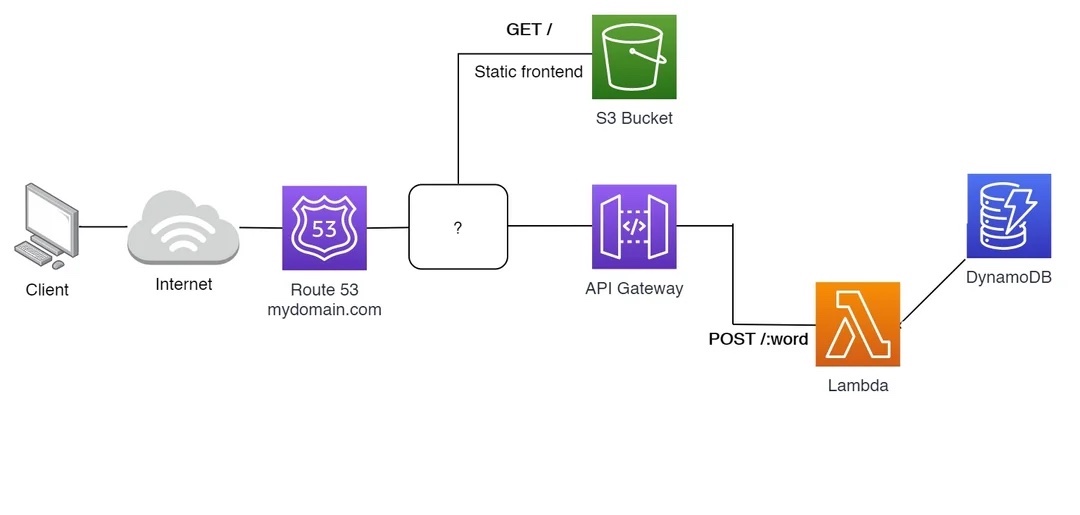 GET /
Static frontend
S3 Bucket
53
?
</>
Client
Internet
Route 53
mydomain.com
API Gateway
DynamoDB
POST /:word
Lambda